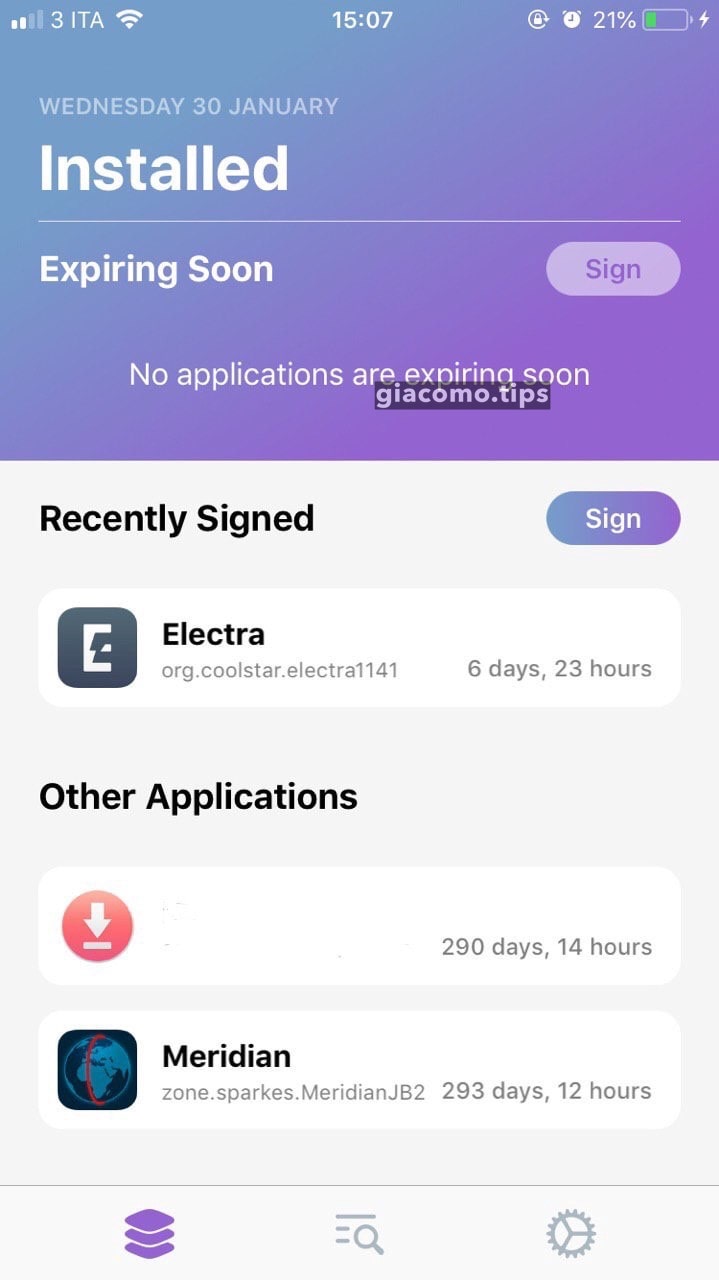 3 ITA 15:07 21%
WEDNESDAY 30 JANUARY
Installed
Expiring Soon Sign
No applications are expiring soon
giacomo.tips
Recently Signed Sign
Electra
org.coolstar.electra1141 6 days, 23 hours
Other Applications
290 days, 14 hours
Meridian
zone.sparkes.MeridianJB2 293 days, 12 hours